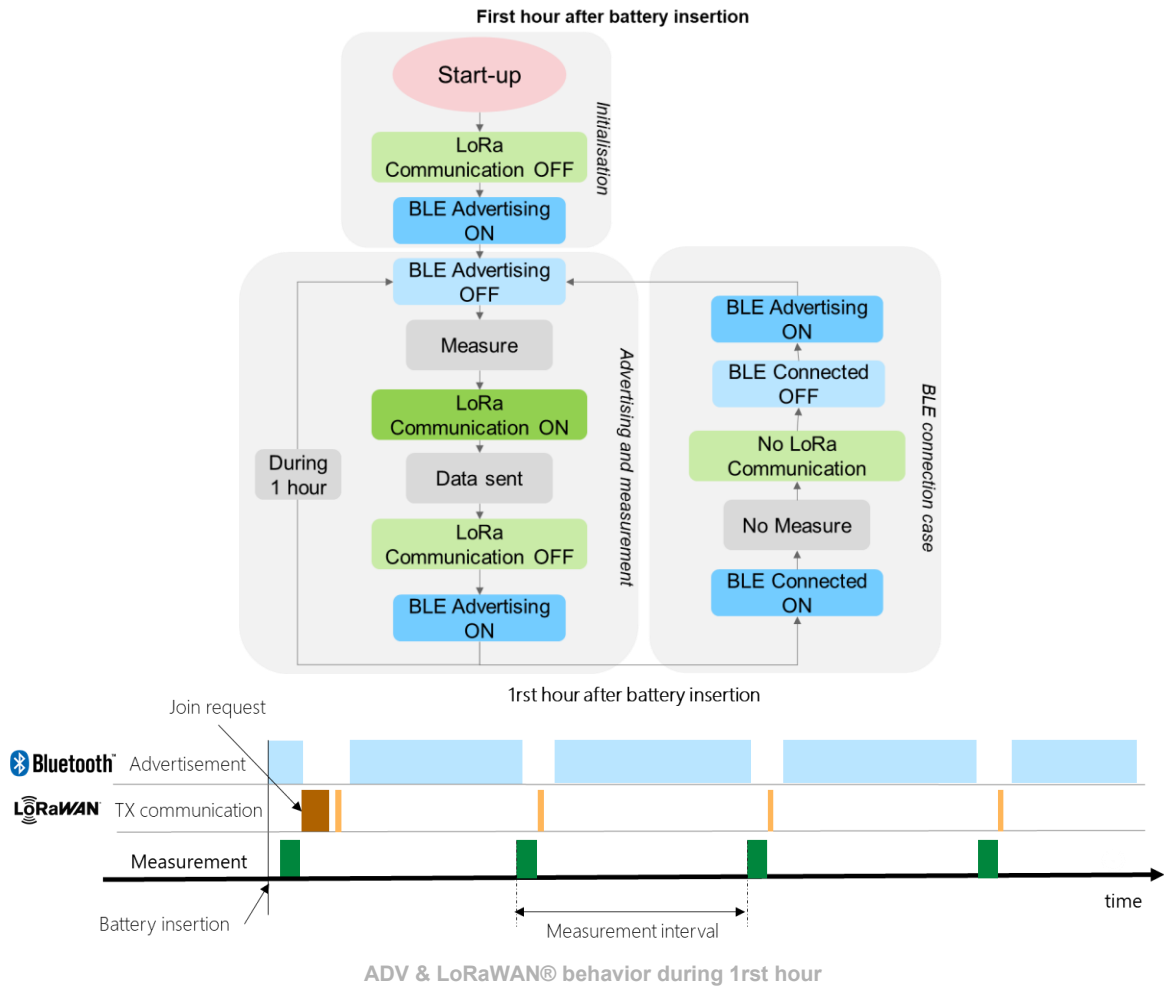 First hour after battery insertion
Start-up
LoRa
Communication OFF
BLE Advertising
ON
Initialisation
BLE Advertising
OFF
Measure
LoRa
Communication ON
Data sent
LoRa
Communication OFF
BLE Advertising
ON
During
1 hour
Advertising and measurement
BLE Advertising
ON
BLE Connected
OFF
No LoRa
Communication
No Measure
BLE Connected
ON
BLE connection case
1rst hour after battery insertion
Join request
Bluetooth™ Advertisement
LoRaWAN TX communication
Measurement
time
Battery insertion
Measurement interval
ADV & LoRaWAN® behavior during 1rst hour